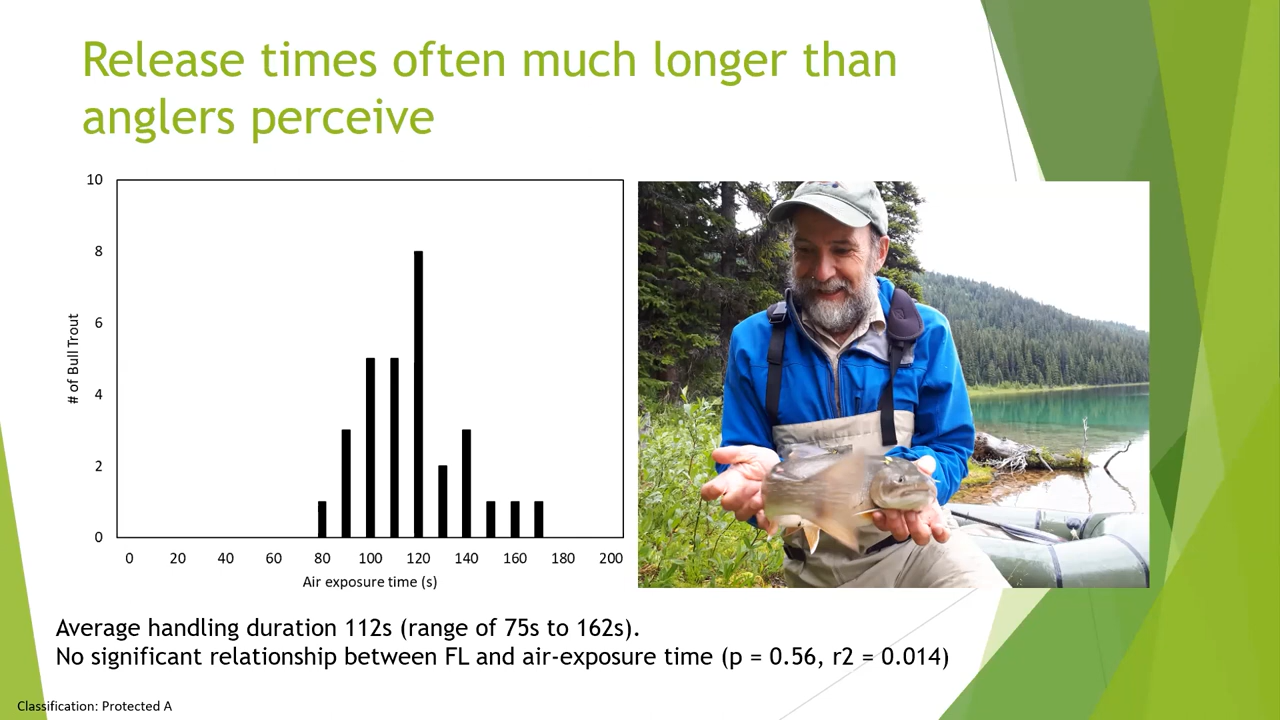 Release times often much longer than
anglers perceive
10
8
6
4
2
0
# of Bull Trout
0 20 40 60 80 100 120 140 160 180 200
Air exposure time (s)
Average handling duration 112s (range of 75s to 162s).
No significant relationship between FL and air-exposure time (p = 0.56, r2 = 0.014)
Classification: Protected A